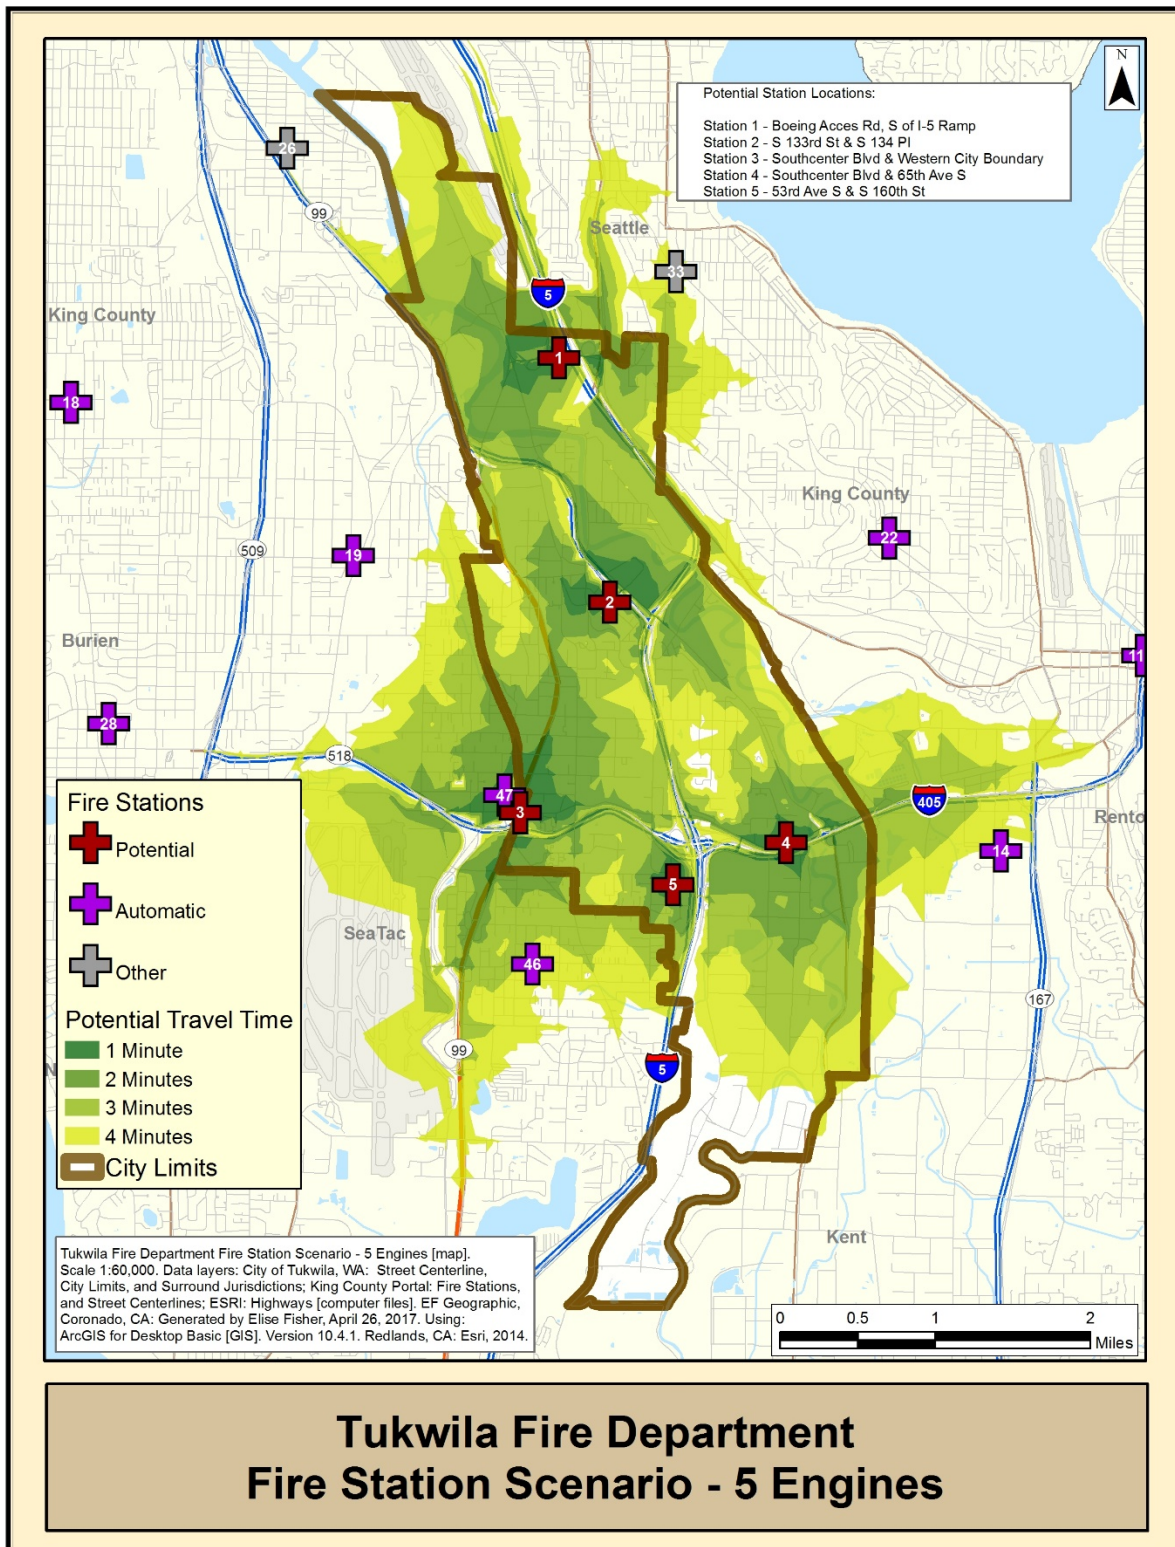 N
Potential Station Locations:
Station 1 - Boeing Acces Rd, S of I-5 Ramp
Station 2 - S 133rd St & S 134 Pl
Station 3 - Southcenter Blvd & Western City Boundary
Station 4 - Southcenter Blvd & 65th Ave S
Station 5 - 53rd Ave S & S 160th St
26
99
Seattle
33
5
King County
1
18
King County
22
509
19
2
Burien
11
28
518
47
3
405
Rento
4
14
5
SeaTac
46
167
99
5
Kent
Fire Stations
Potential
Automatic
Other
Potential Travel Time
1 Minute
2 Minutes
3 Minutes
4 Minutes
City Limits
N
Tukwila Fire Department Fire Station Scenario - 5 Engines [map].
Scale 1:60,000. Data layers: City of Tukwila, WA: Street Centerline,
City Limits, and Surround Jurisdictions; King County Portal: Fire Stations,
and Street Centerlines; ESRI: Highways [computer files]. EF Geographic,
Coronado, CA: Generated by Elise Fisher, April 26, 2017. Using:
ArcGIS for Desktop Basic [GIS]. Version 10.4.1. Redlands, CA: Esri, 2014.
0 0.5 1 2
Miles
Tukwila Fire Department
Fire Station Scenario - 5 Engines